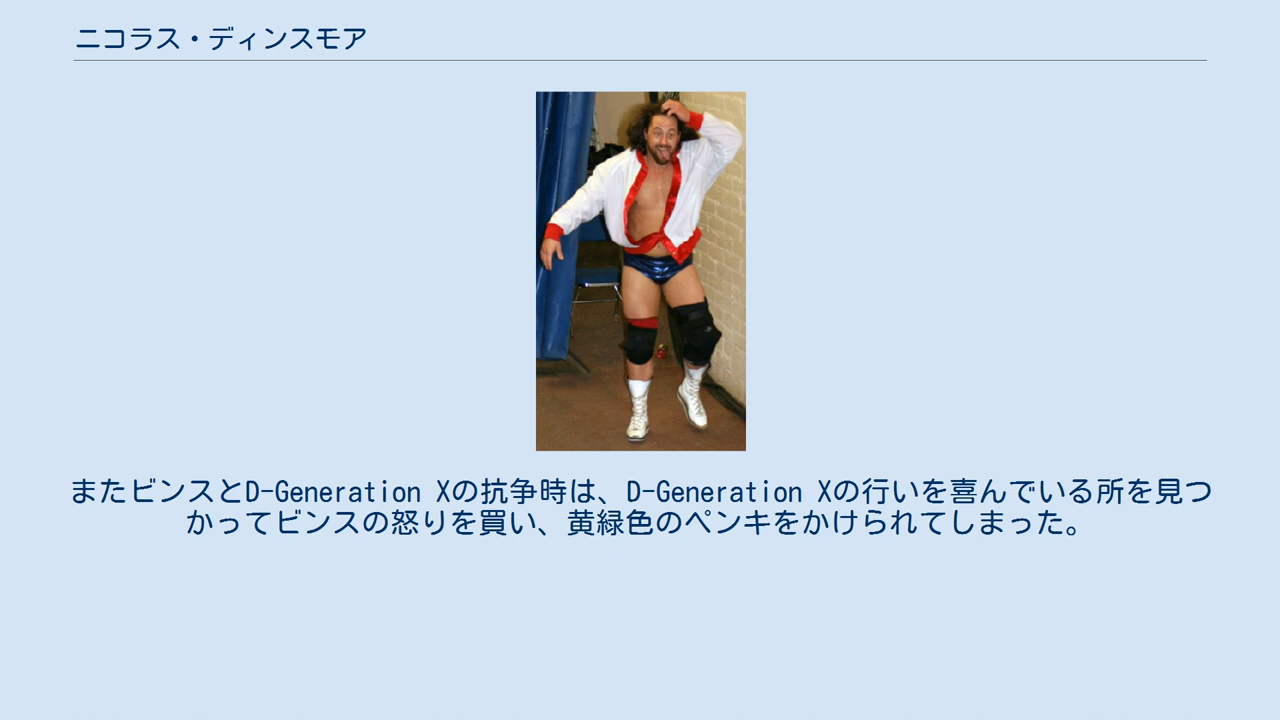 ニコラス・ディンスモア
またビンスとD-Generation Xの抗争時は、D-Generation Xの行いを喜んでいる所を見つ
かってビンスの怒りを買い、黄緑色のペンキをかけられてしまった。